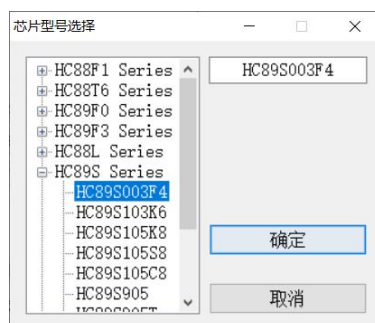 芯片型号选择
HC88F1 Series
HC88T6 Series
HC89F0 Series
HC89F3 Series
HC88L Series
HC89S Series
HC89S003F4
HC89S103K6
HC89S105K8
HC89S105S8
HC89S105C8
HC89S905
HC89S003F4
确定
取消